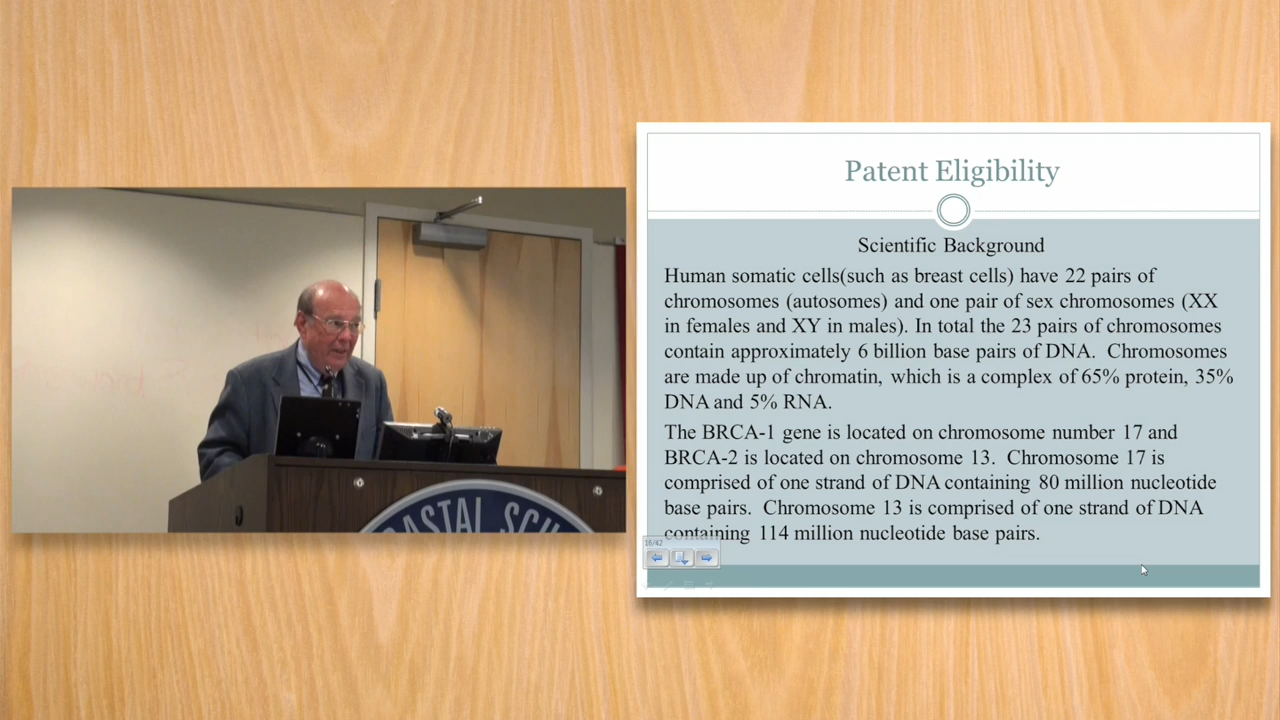 Patent Eligibility
Scientific Background
Human somatic cells(such as breast cells) have 22 pairs of
chromosomes (autosomes) and one pair of sex chromosomes (XX
in females and XY in males). In total the 23 pairs of chromosomes
contain approximately 6 billion base pairs of DNA. Chromosomes
are made up of chromatin, which is a complex of 65% protein, 35%
DNA and 5% RNA.
The BRCA-1 gene is located on chromosome number 17 and
BRCA-2 is located on chromosome 13. Chromosome 17 is
comprised of one strand of DNA containing 80 million nucleotide
base pairs. Chromosome 13 is comprised of one strand of DNA
containing 114 million nucleotide base pairs.
16/42